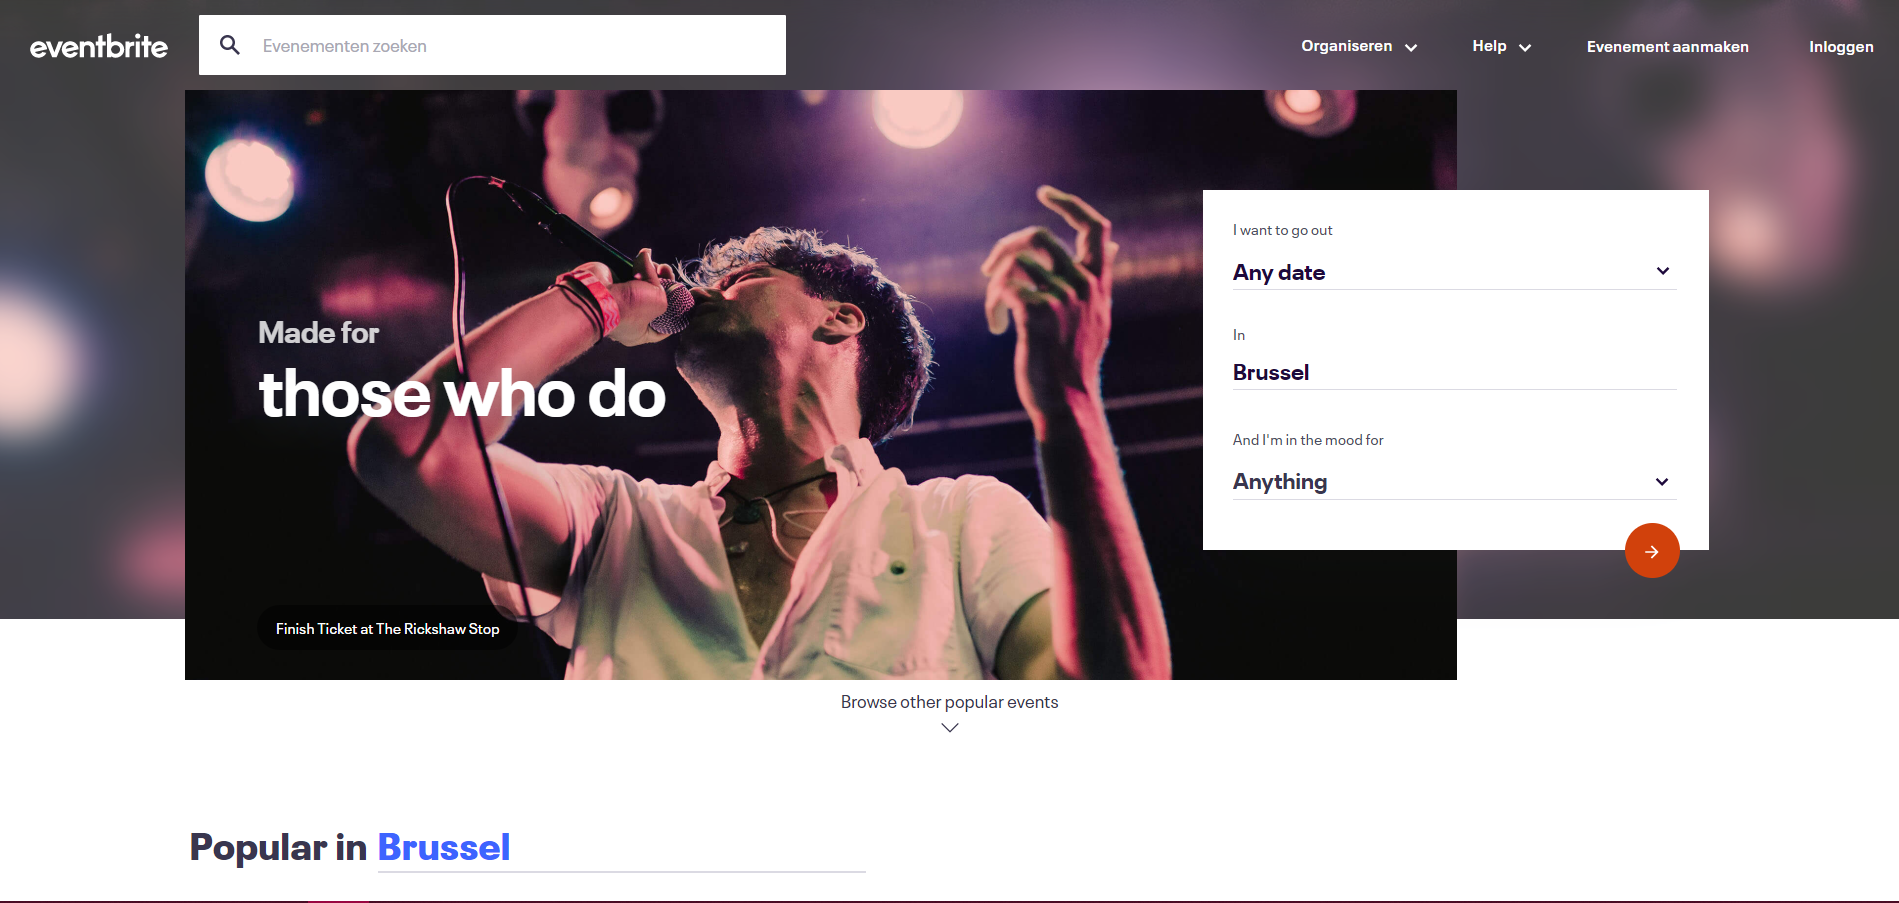 eventbrite
Evenementen zoeken
Organiseren
Help
Evenement aanmaken
Inloggen
Made for
those who do
Finish Ticket at The Rickshaw Stop
I want to go out
Any date
In
Brussel
And I'm in the mood for
Anything
Browse other popular events
Popular in Brussel